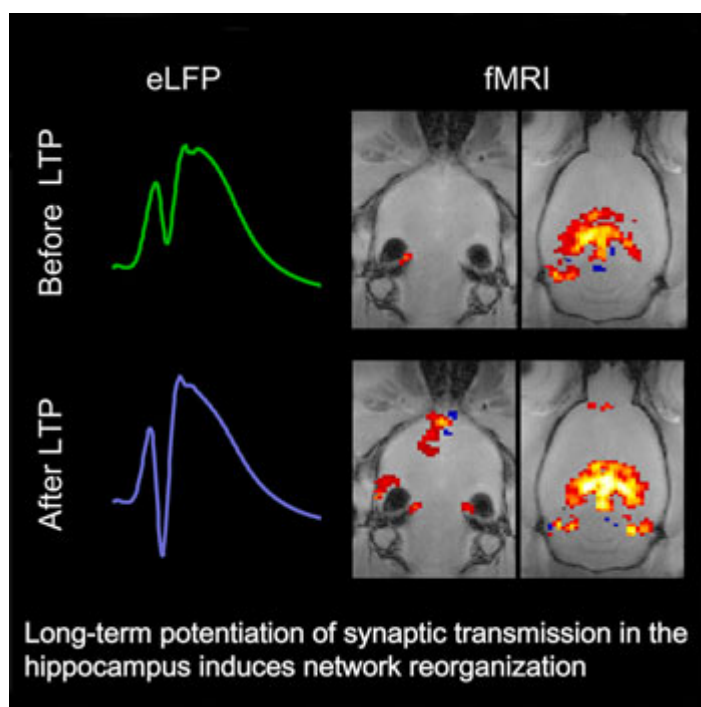 eLFP
fMRI
Before LTP
After LTP
Long-term potentiation of synaptic transmission in the
hippocampus induces network reorganization